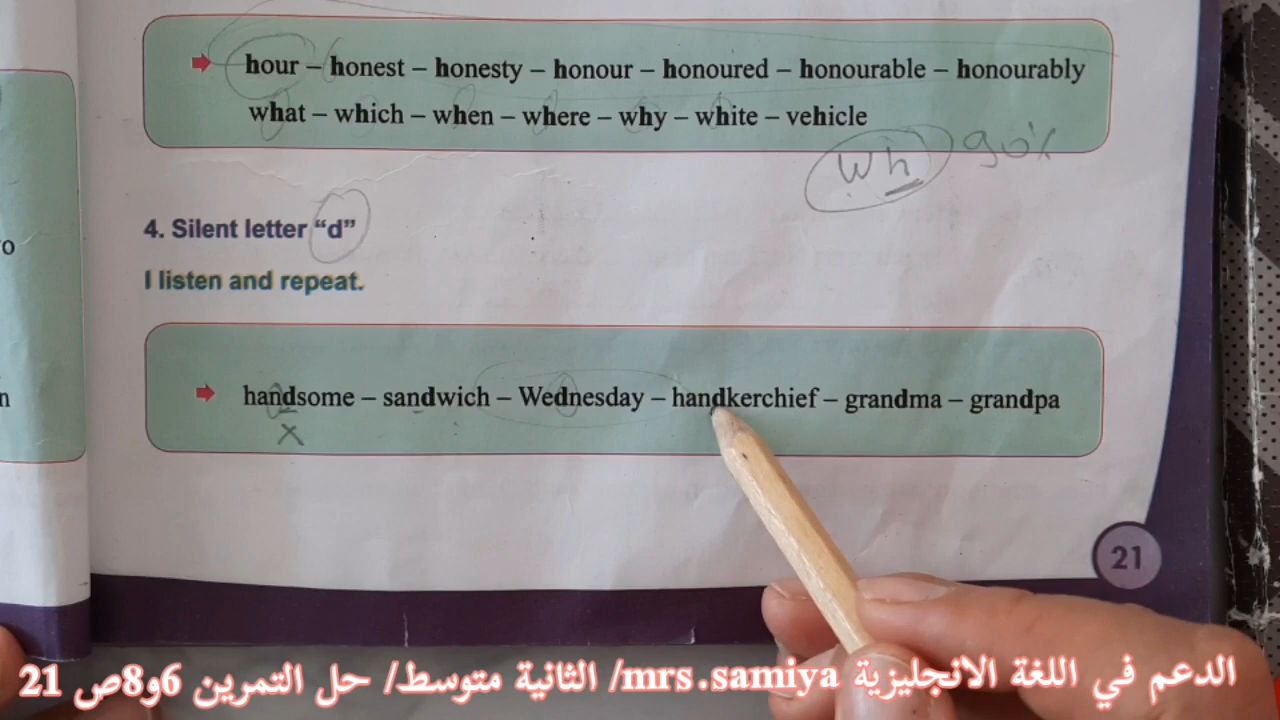 hour – honest – honesty – honour – honoured – honourable – honourably
what – which – when – where – why – white – vehicle
wh 90%
4. Silent letter “d”
o
I listen and repeat.
handsome – sandwich – Wednesday – handkerchief – grandma – grandpa
n
x
21
الدعم في اللغة الانجليزية mrs.samiya/ الثانية متوسط/ حل التمرين 6و8ص 21